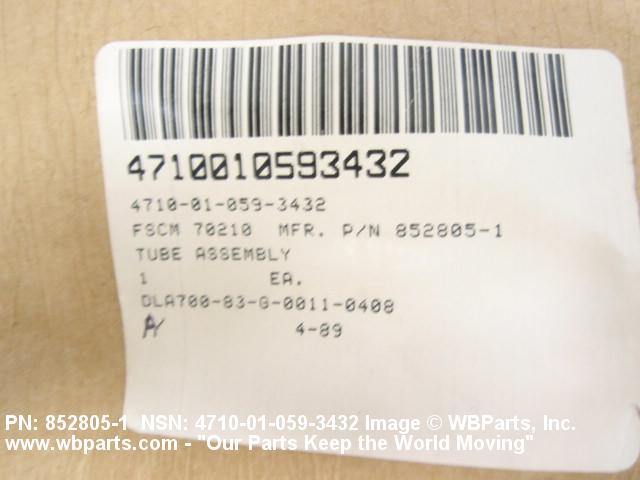 4710010593432
4710-01-059-3432
FSCM 70210 MFR. P/N 852805-1
TUBE ASSEMBLY
1 EA.
DLA700-83-G-0011-0408
A 4-89
PN: 852805-1 NSN: 4710-01-059-3432 Image © WBParts, Inc.
www.wbparts.com - "Our Parts Keep the World Moving"